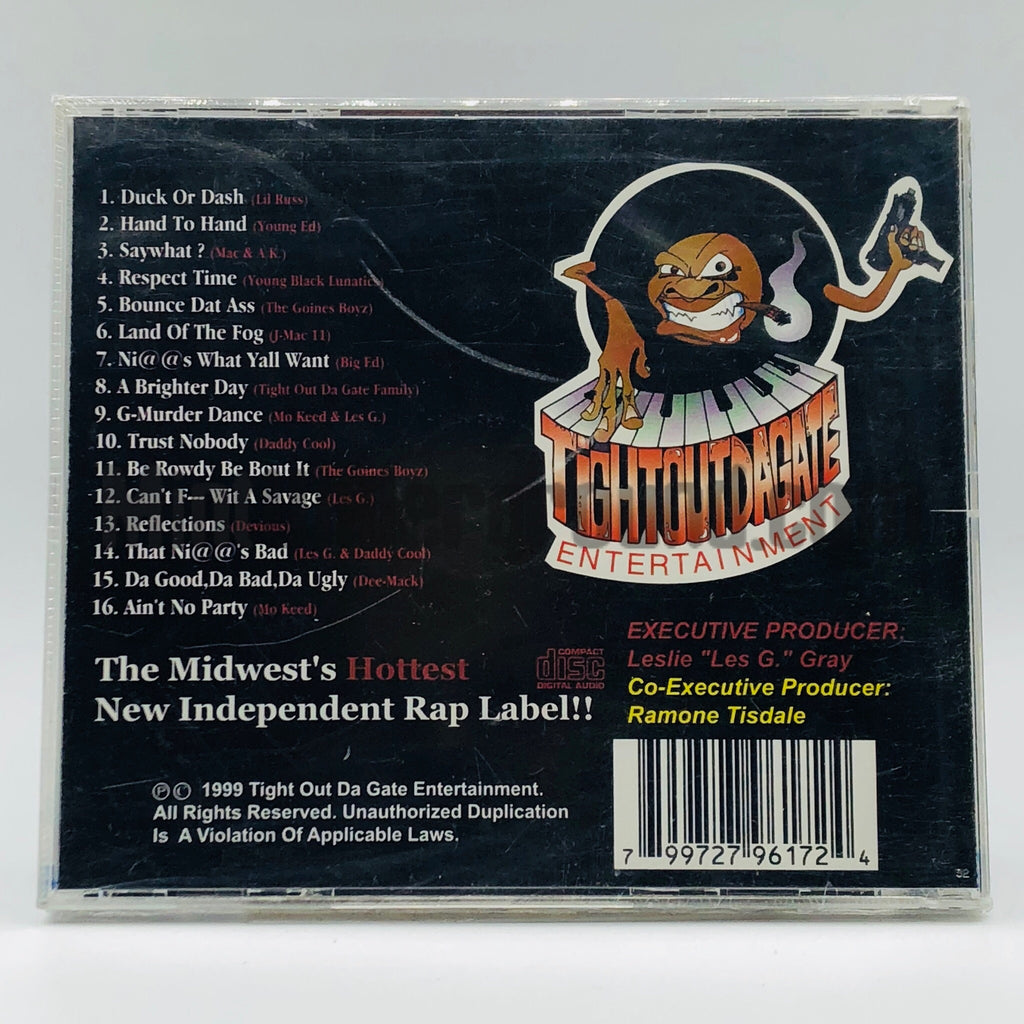 1. Duck Or Dash (Lil Russ)
2. Hand To Hand (Young Ed)
3. Saywhat ? (Mac & A.K.)
4. Respect Time (Young Black Lunatics)
5. Bounce Dat Ass (The Goines Boyz)
6. Land Of The Fog (J-Mac 11)
7. Ni@@s What Yall Want (Big Ed)
8. A Brighter Day (Tight Out Da Gate Family)
9. G-Murder Dance (Mo Keed & Les G.)
10. Trust Nobody (Daddy Cool)
11. Be Rowdy Be Bout It (The Goines Boyz)
12. Can't F--- Wit A Savage (Les G.)
13. Reflections (Devious)
14. That Ni@@'s Bad (Les G. & Daddy Cool)
15. Da Good,Da Bad,Da Ugly (Dee-Mack)
16. Ain't No Party (Mo Keed)
TIGHTOUTDAGATE
ENTERTAINMENT
The Midwest's Hottest
New Independent Rap Label!!
COMPACT
disc
DIGITAL AUDIO
EXECUTIVE PRODUCER:
Leslie "Les G." Gray
Co-Executive Producer:
Ramone Tisdale
℗© 1999 Tight Out Da Gate Entertainment.
All Rights Reserved. Unauthorized Duplication
Is A Violation Of Applicable Laws.
7 99727 96172 4